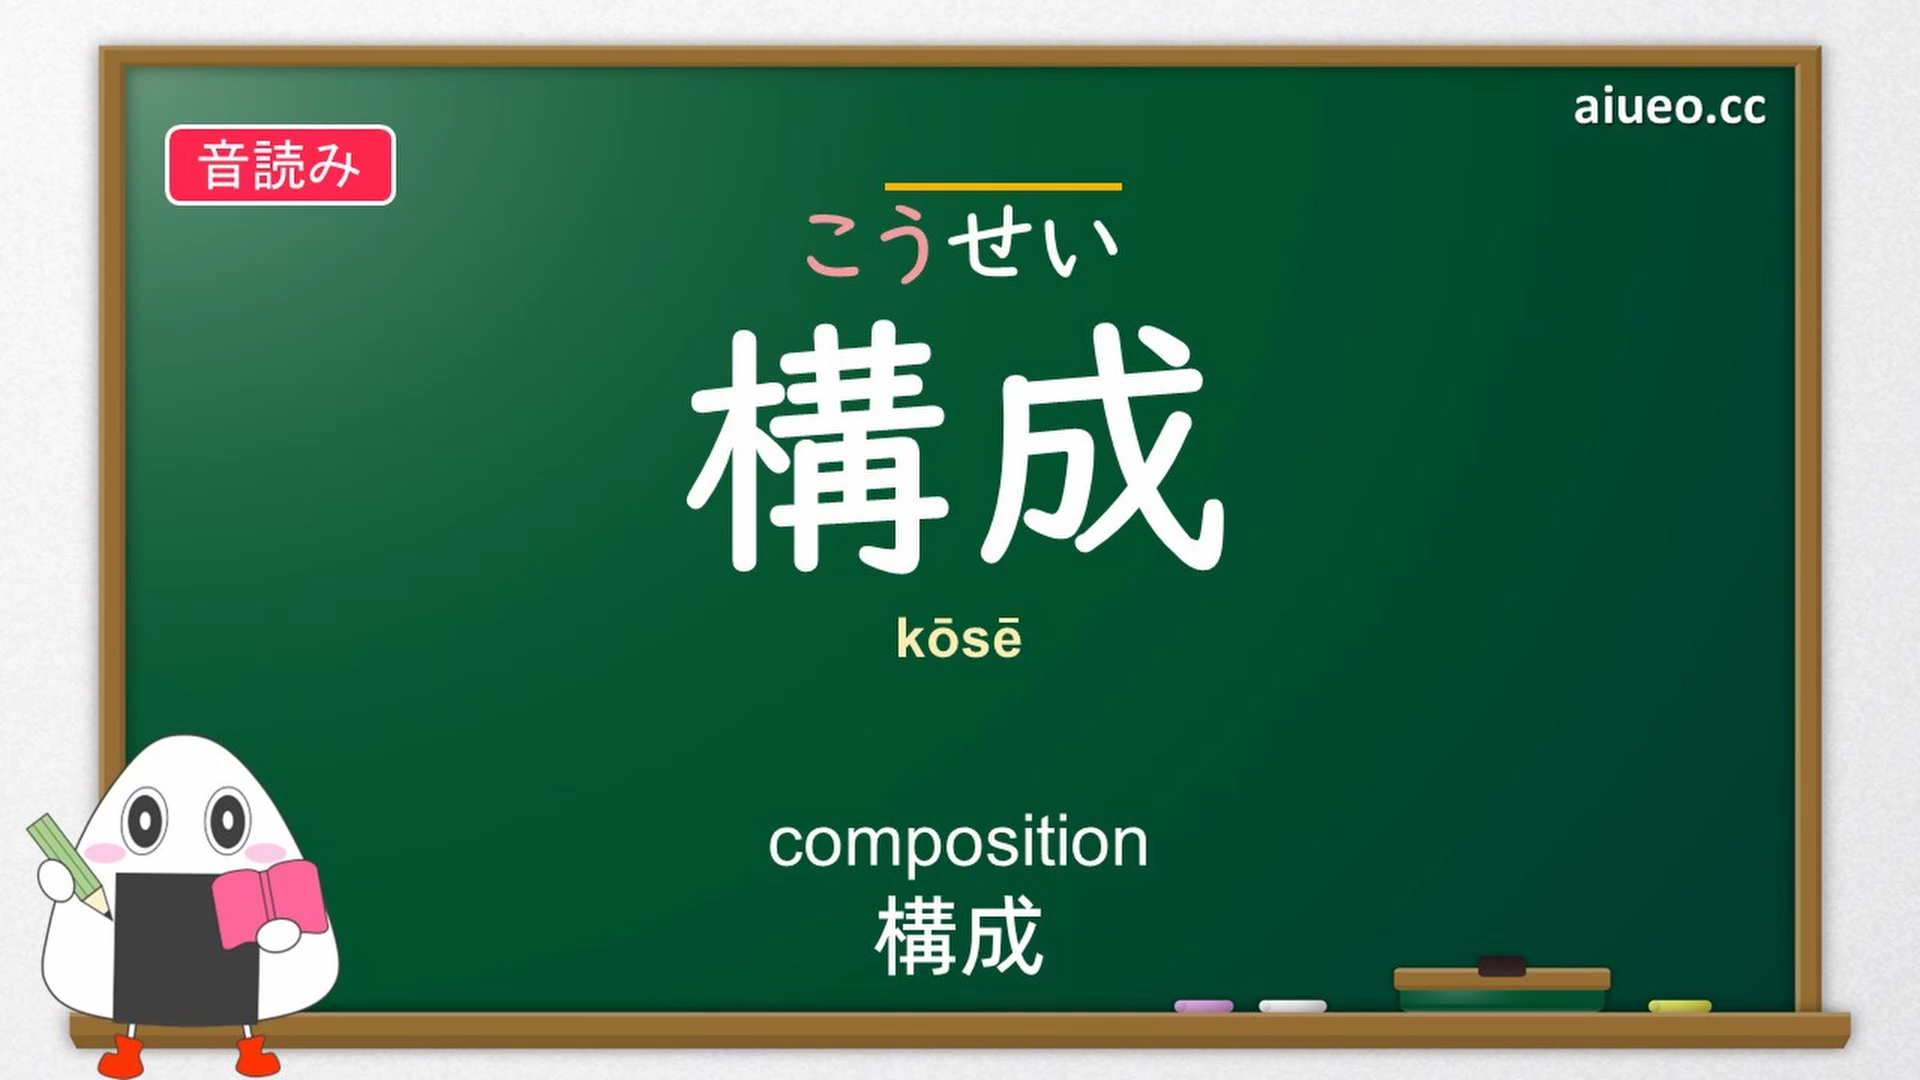 aiueo.cc
音読み
こうせい
構成
kōsē
composition
構成